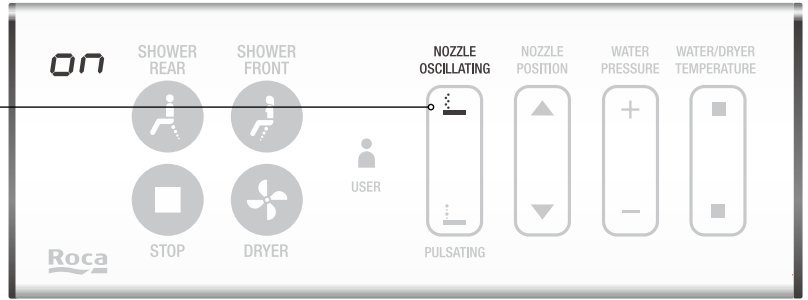 on
SHOWER
REAR
SHOWER
FRONT
NOZZLE
OSCILLATING
NOZZLE
POSITION
WATER
PRESSURE
WATER/DRYER
TEMPERATURE
USER
STOP
DRYER
PULSATING
Roca